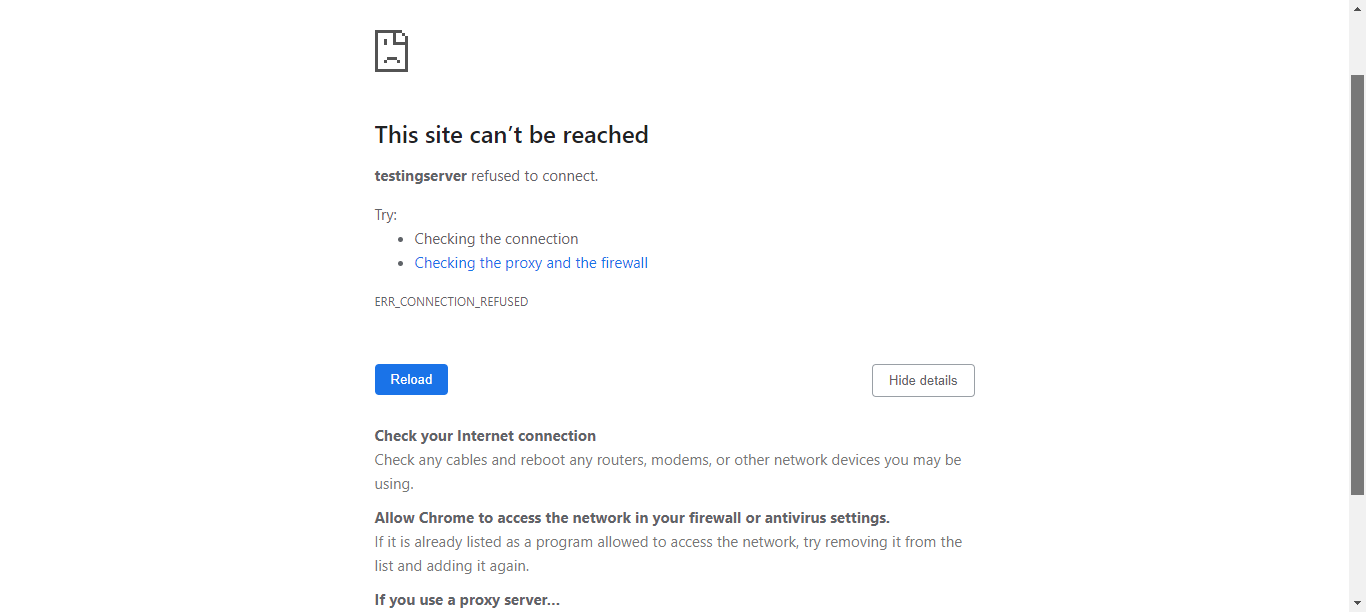 This site can’t be reached
testingserver refused to connect.
Try:
• Checking the connection
• Checking the proxy and the firewall
ERR_CONNECTION_REFUSED
Reload
Hide details
Check your Internet connection
Check any cables and reboot any routers, modems, or other network devices you may be
using.
Allow Chrome to access the network in your firewall or antivirus settings.
If it is already listed as a program allowed to access the network, try removing it from the
list and adding it again.
If you use a proxy server…